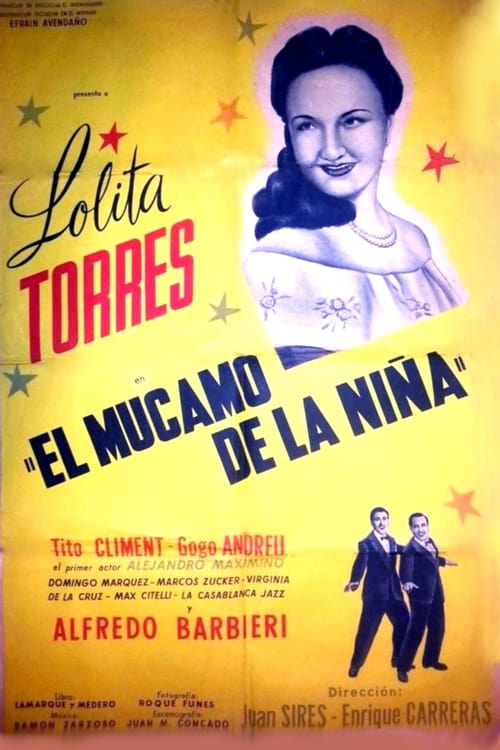 EFRAIN AVENDAÑO
presenta a
Lolita
TORRES
en
"EL MUCAMO
DE LA NIÑA"
Tito CLIMENT - Gogo ANDREU
el primer actor ALEJANDRO MAXIMINO
DOMINGO MARQUEZ - MARCOS ZUCKER - VIRGINIA
DE LA CRUZ - MAX CITELLI - LA CASABLANCA JAZZ
y
ALFREDO BARBIERI
Libro:
LAMARQUE y MEDERO
Música:
RAMON ZARZOSO
Fotografía:
ROQUE FUNES
Escenografía:
JUAN M. CONCADO
Dirección:
Juan SIRES - Enrique CARRERAS